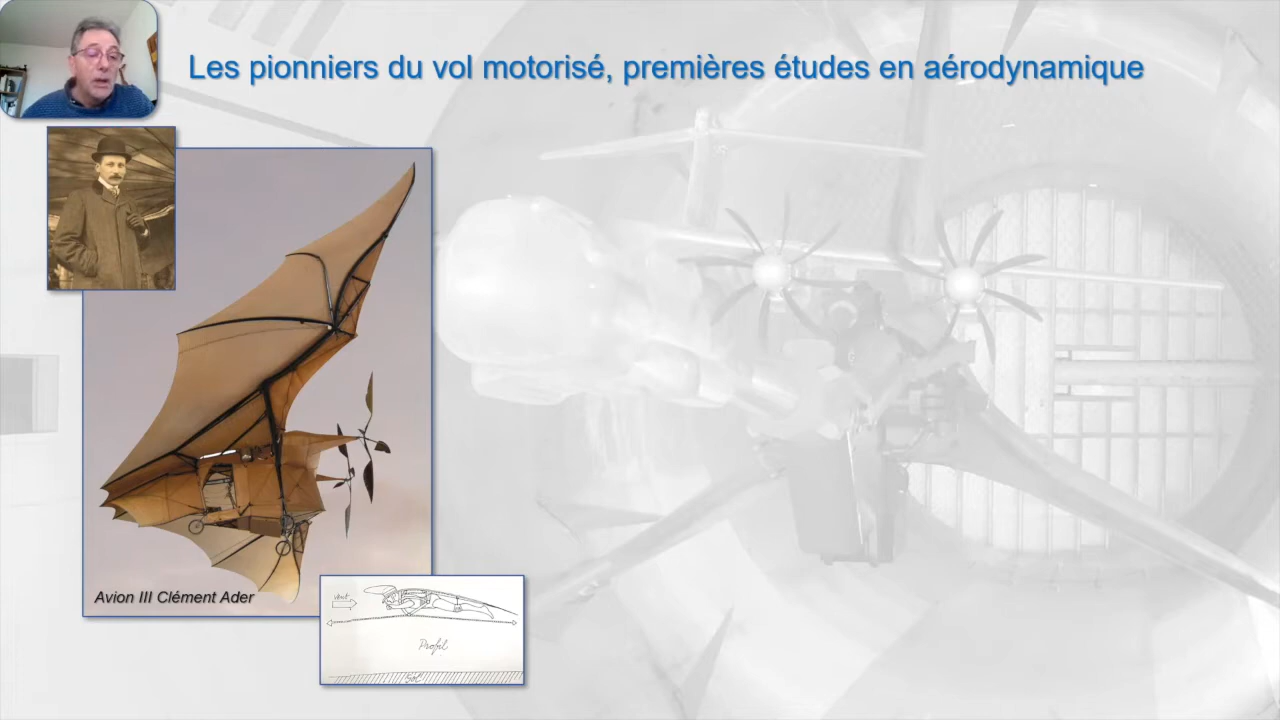 Les pionniers du vol motorisé, premières études en aérodynamique
Avion III Clément Ader
Vent
Profil
Sol